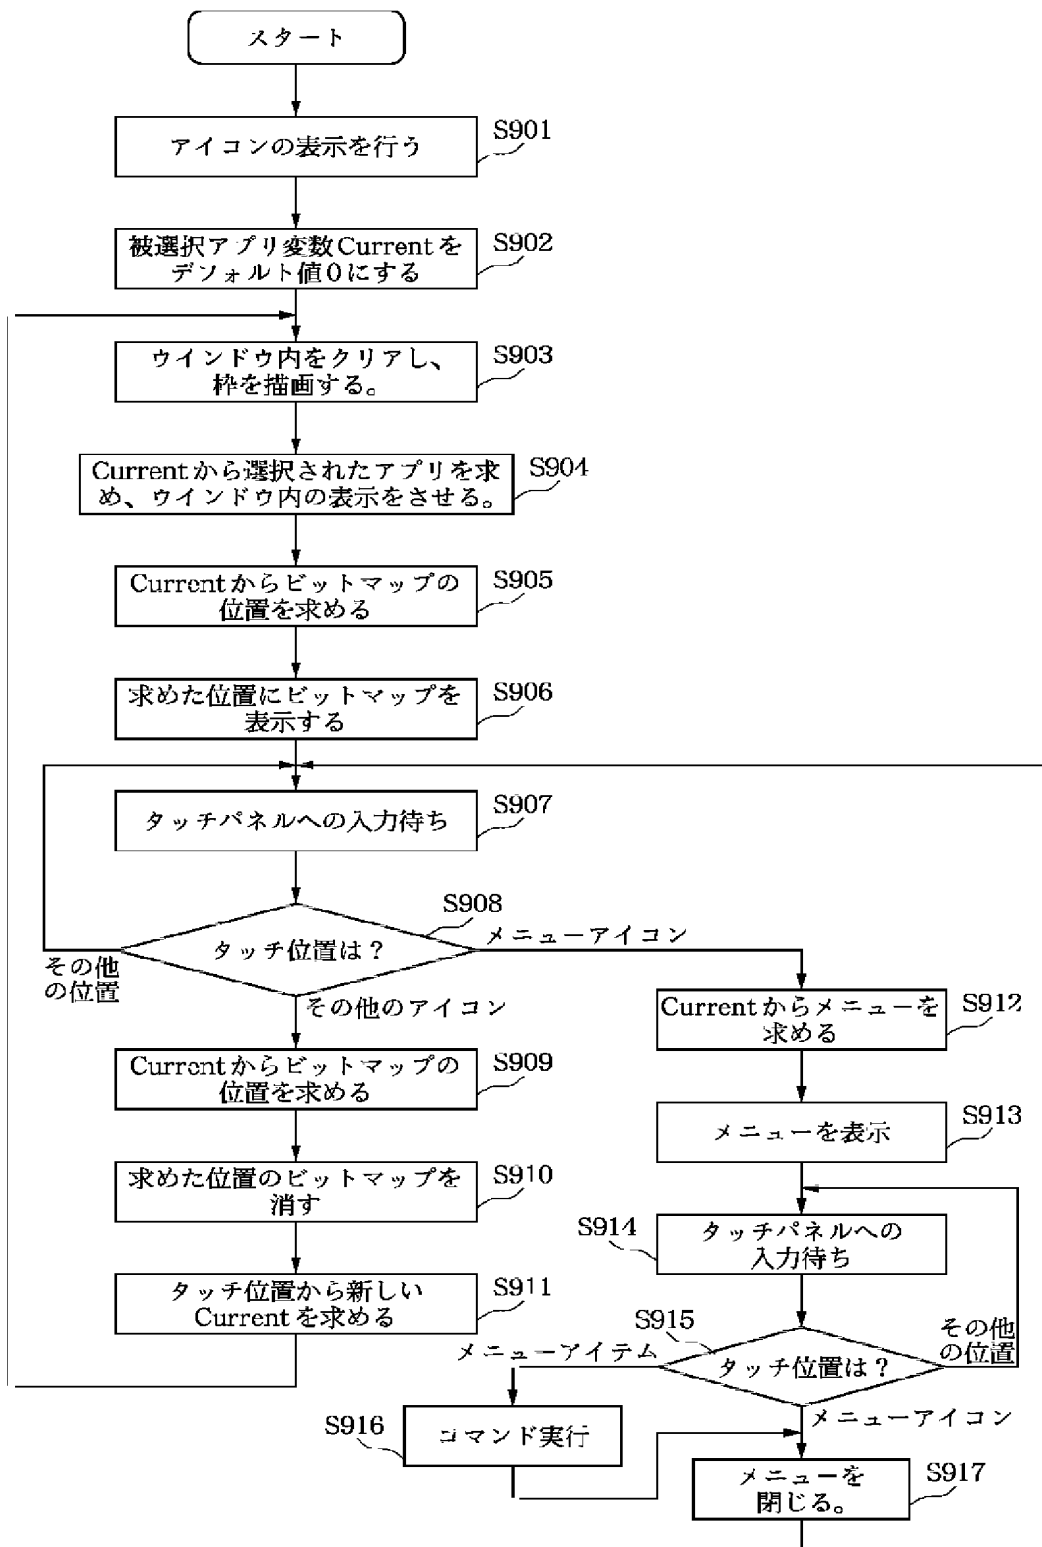 スタート
アイコンの表示を行う
S901
被選択アプリ変数Currentを
デフォルト値0にする
S902
ウインドウ内をクリアし、
枠を描画する。
S903
Currentから選択されたアプリを求
め、ウインドウ内の表示をさせる。
S904
Currentからビットマップの
位置を求める
S905
求めた位置にビットマップを
表示する
S906
タッチパネルへの入力待ち
S907
タッチ位置は？
S908
メニューアイコン
その他
の位置
その他のアイコン
Currentからビットマップの
位置を求める
S909
求めた位置のビットマップを
消す
S910
タッチ位置から新しい
Currentを求める
S911
Currentからメニューを
求める
S912
メニューを表示
S913
タッチパネルへの
入力待ち
S914
タッチ位置は？
S915
その他
の位置
メニューアイテム
メニューアイコン
コマンド実行
S916
メニューを
閉じる。
S917